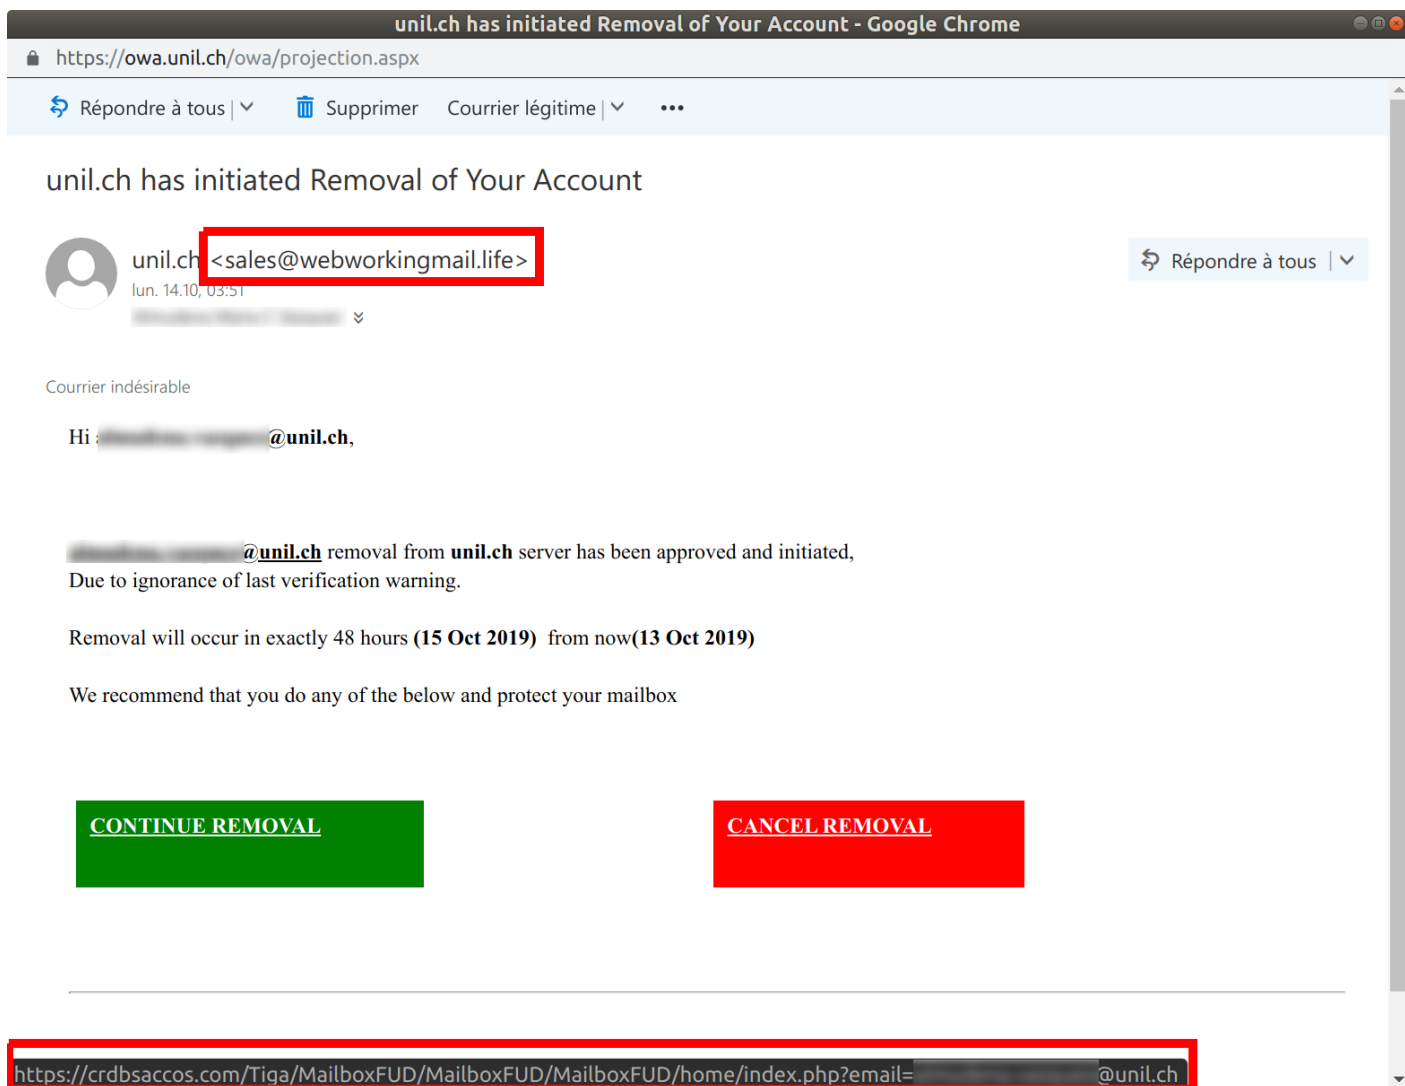 unil.ch has initiated Removal of Your Account - Google Chrome
https://owa.unil.ch/owa/projection.aspx
Répondre à tous | Supprimer Courrier légitime | •••
unil.ch has initiated Removal of Your Account
unil.ch <sales@webworkingmail.life>
Répondre à tous |
lun. 14.10, 03:51
Courrier indésirable
Hi @unil.ch,
@unil.ch removal from unil.ch server has been approved and initiated,
Due to ignorance of last verification warning.
Removal will occur in exactly 48 hours (15 Oct 2019) from now(13 Oct 2019)
We recommend that you do any of the below and protect your mailbox
CONTINUE REMOVAL
CANCEL REMOVAL
https://crdbsaccos.com/Tiga/MailboxFUD/MailboxFUD/MailboxFUD/home/index.php?email= @unil.ch